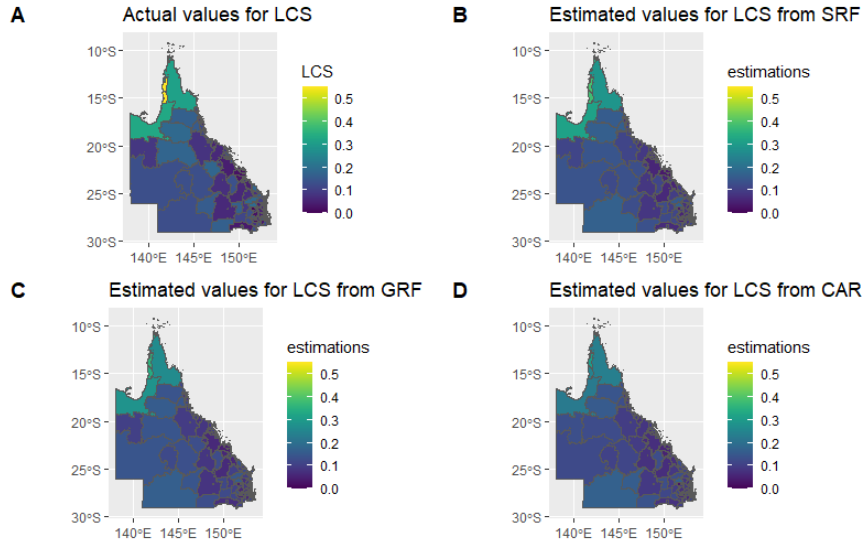 A Actual values for LCS
10°S
15°S
20°S
25°S
30°S
140°E 145°E 150°E
LCS
0.5
0.4
0.3
0.2
0.1
0.0
B Estimated values for LCS from SRF
10°S
15°S
20°S
25°S
30°S
140°E 145°E 150°E
estimations
0.5
0.4
0.3
0.2
0.1
0.0
C Estimated values for LCS from GRF
10°S
15°S
20°S
25°S
30°S
140°E 145°E 150°E
estimations
0.5
0.4
0.3
0.2
0.1
0.0
D Estimated values for LCS from CAR
10°S
15°S
20°S
25°S
30°S
140°E 145°E 150°E
estimations
0.5
0.4
0.3
0.2
0.1
0.0